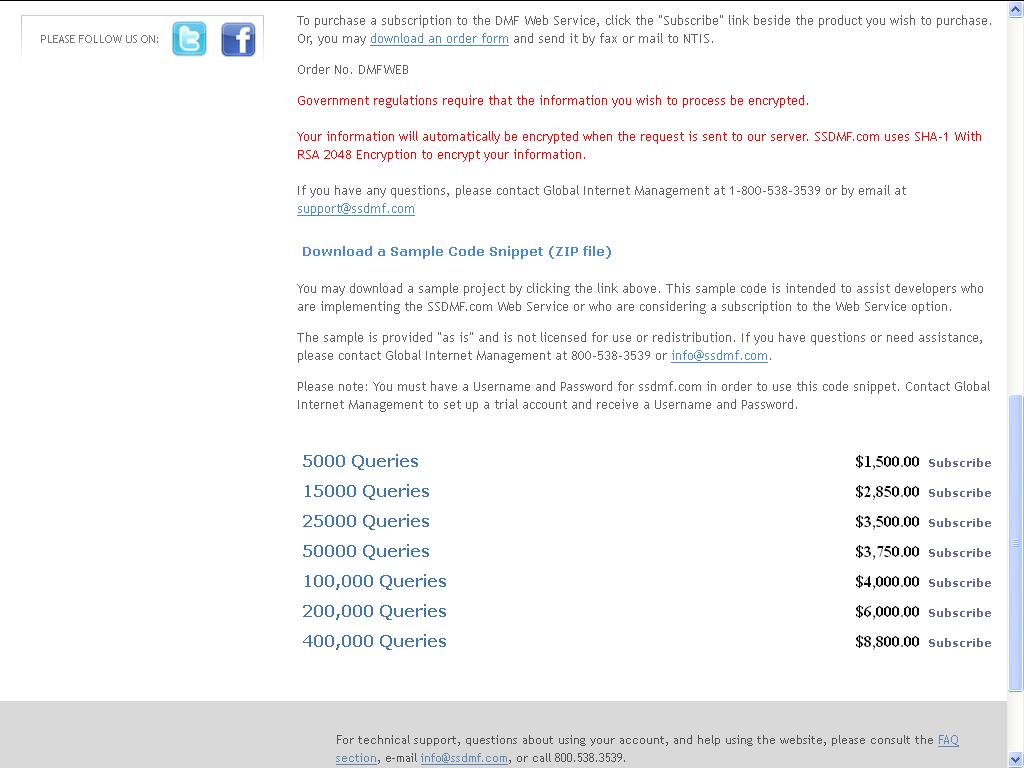 To purchase a subscription to the DMF Web Service, click the "Subscribe" link beside the product you wish to purchase.
PLEASE FOLLOW US ON:
Or, you may download an order form and send it by fax or mail to NTIS.
Order No. DMFWEB
Government regulations require that the information you wish to process be encrypted.
Your information will automatically be encrypted when the request is sent to our server. SSDMF.com uses SHA-1 With
RSA 2048 Encryption to encrypt your information.
If you have any questions, please contact Global Internet Management at 1-800-538-3539 or by email at
support@ssdmf.com
Download a Sample Code Snippet (ZIP file)
You may download a sample project by clicking the link above. This sample code is intended to assist developers who
are implementing the SSDMF.com Web Service or who are considering a subscription to the Web Service option.
The sample is provided "as is" and is not licensed for use or redistribution. If you have questions or need assistance,
please contact Global Internet Management at 800-538-3539 or info@ssdmf.com.
Please note: You must have a Username and Password for ssdmf.com in order to use this code snippet. Contact Global
Internet Management to set up a trial account and receive a Username and Password.
5000 Queries $1,500.00 Subscribe
15000 Queries $2,850.00 Subscribe
25000 Queries $3,500.00 Subscribe
50000 Queries $3,750.00 Subscribe
100,000 Queries $4,000.00 Subscribe
200,000 Queries $6,000.00 Subscribe
400,000 Queries $8,800.00 Subscribe
For technical support, questions about using your account, and help using the website, please consult the FAQ
section, e-mail info@ssdmf.com, or call 800.538.3539.